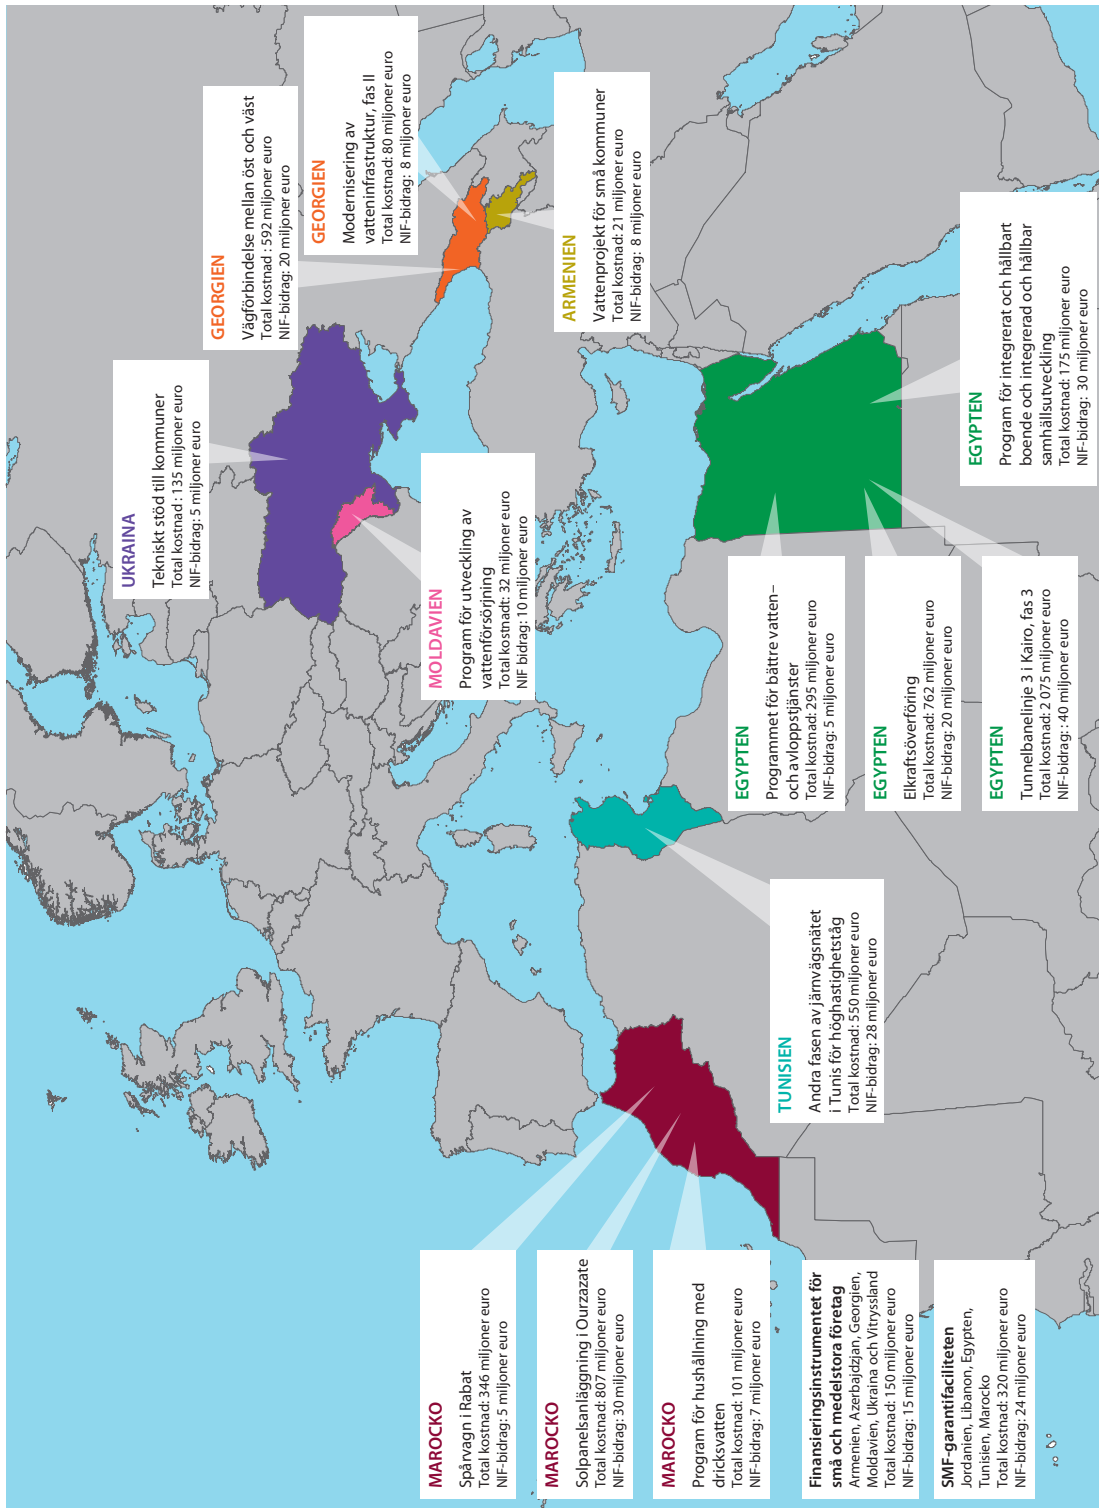 UKRAINA
Tekniskt stöd till kommuner
Total kostnad: 135 miljoner euro
NIF-bidrag: 5 miljoner euro
GEORGIEN
Vägförbindelse mellan öst och väst
Total kostnad : 592 miljoner euro
NIF-bidrag: 20 miljoner euro
GEORGIEN
Modernisering av
vatteninfrastruktur, fas II
Total kostnad: 80 miljoner euro
NIF-bidrag: 8 miljoner euro
MOLDAVIEN
Program för utveckling av
vattenförsörjning
Total kostnadt: 32 miljoner euro
NIF bidrag: 10 miljoner euro
ARMENIEN
Vattenprojekt för små kommuner
Total kostnad: 21 miljoner euro
NIF-bidrag: 8 miljoner euro
MAROCKO
Spårvagn i Rabat
Total kostnad: 346 miljoner euro
NIF-bidrag: 5 miljoner euro
MAROCKO
Solpanelsanläggning i Ourzazate
Total kostnad: 807 miljoner euro
NIF-bidrag: 30 miljoner euro
MAROCKO
Program för hushållning med
dricksvatten
Total kostnad: 101 miljoner euro
NIF-bidrag: 7 miljoner euro
TUNISIEN
Andra fasen av järnvägsnätet
i Tunis för höghastighetståg
Total kostnad: 550 miljoner euro
NIF-bidrag: 28 miljoner euro
EGYPTEN
Programmet för bättre vatten–
och avloppstjänster
Total kostnad: 295 miljoner euro
NIF-bidrag: 5 miljoner euro
EGYPTEN
Elkraftsöverföring
Total kostnad: 762 miljoner euro
NIF-bidrag: 20 miljoner euro
EGYPTEN
Tunnelbanelinje 3 i Kairo, fas 3
Total kostnad: 2 075 miljoner euro
NIF-bidrag: : 40 miljoner euro
EGYPTEN
Program för integrerat och hållbart
boende och integrerad och hållbar
samhällsutveckling
Total kostnad: 175 miljoner euro
NIF-bidrag: 30 miljoner euro
Finansieringsinstrumentet för
små och medelstora företag
Armenien, Azerbajdzjan, Georgien,
Moldavien, Ukraina och Vitryssland
Total kostnad: 150 miljoner euro
NIF-bidrag: 15 miljoner euro
SMF-garantifaciliteten
Jordanien, Libanon, Egypten,
Tunisien, Marocko
Total kostnad: 320 miljoner euro
NIF-bidrag: 24 miljoner euro